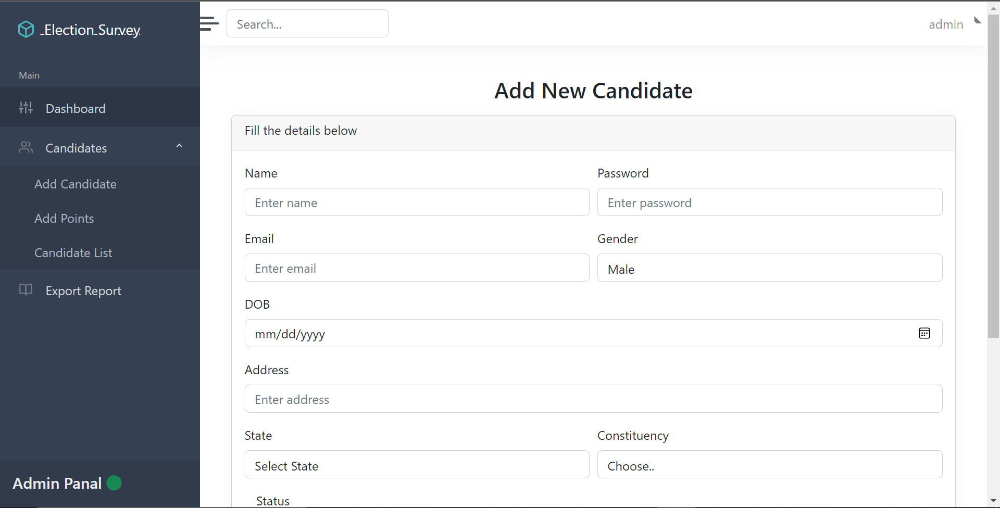 _Election_Survey
Search...
admin
Main
Dashboard
Candidates
Add Candidate
Add Points
Candidate List
Export Report
Admin Panal
Add New Candidate
Fill the details below
Name
Password
Enter name
Enter password
Email
Gender
Enter email
Male
DOB
mm/dd/yyyy
Address
Enter address
State
Constituency
Select State
Choose..
Status